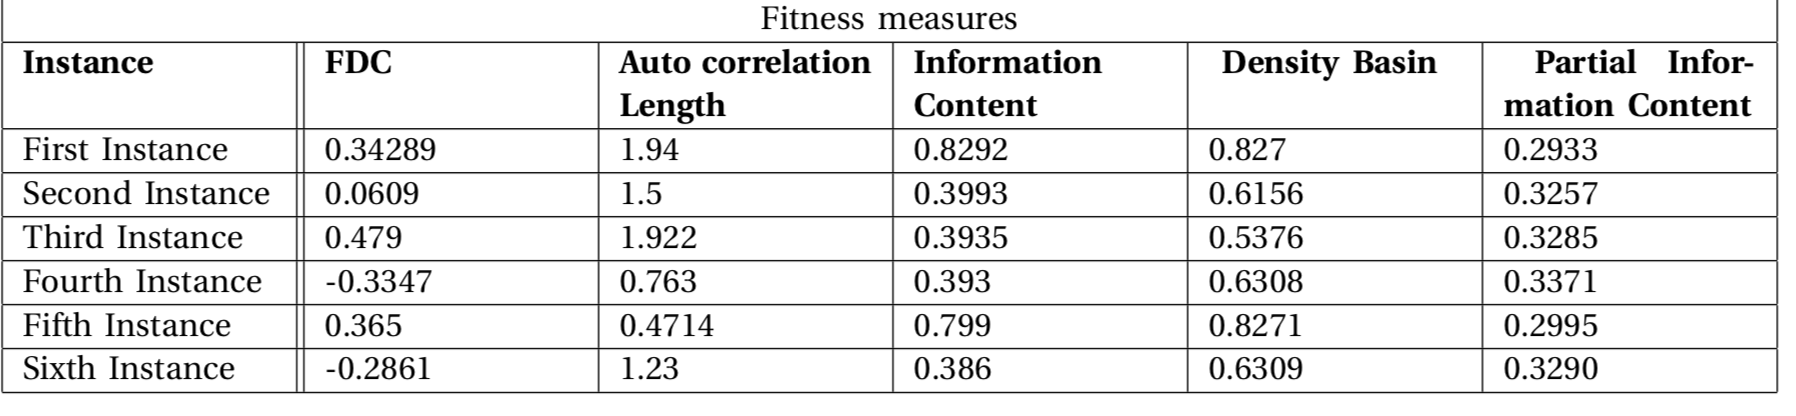 Fitness measures
Instance FDC Auto correlation Length Information Content Density Basin Partial Infor-mation Content
First Instance 0.34289 1.94 0.8292 0.827 0.2933
Second Instance 0.0609 1.5 0.3993 0.6156 0.3257
Third Instance 0.479 1.922 0.3935 0.5376 0.3285
Fourth Instance -0.3347 0.763 0.393 0.6308 0.3371
Fifth Instance 0.365 0.4714 0.799 0.8271 0.2995
Sixth Instance -0.2861 1.23 0.386 0.6309 0.3290